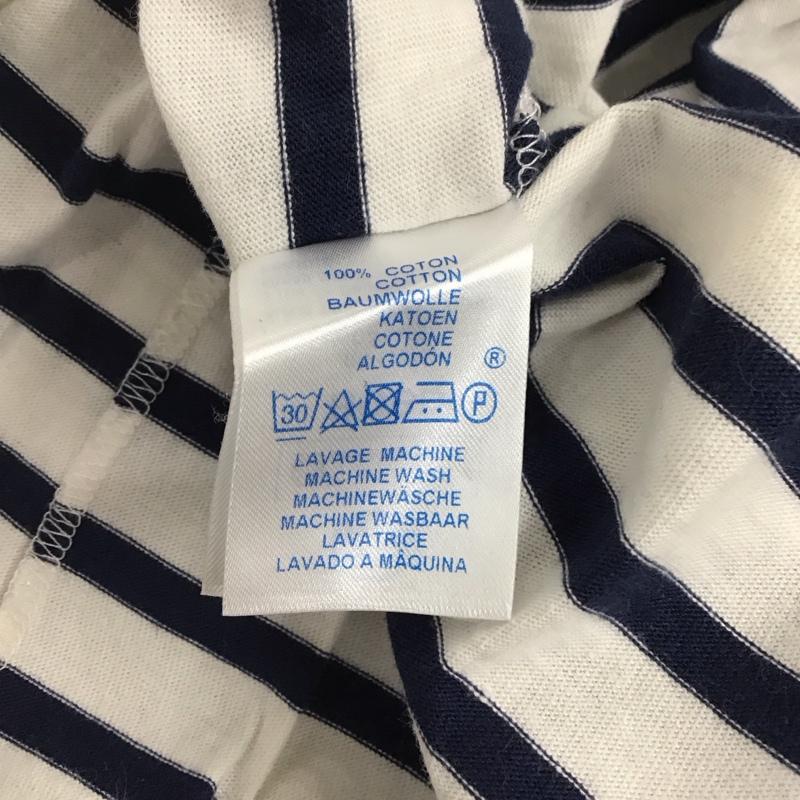 100% COTON
COTTON
BAUMWOLLE
KATOEN
COTONE
ALGODÓN ®
30 P
LAVAGE MACHINE
MACHINE WASH
MACHINEWÄSCHE
MACHINE WASBAAR
LAVATRICE
LAVADO A MÂQUINA